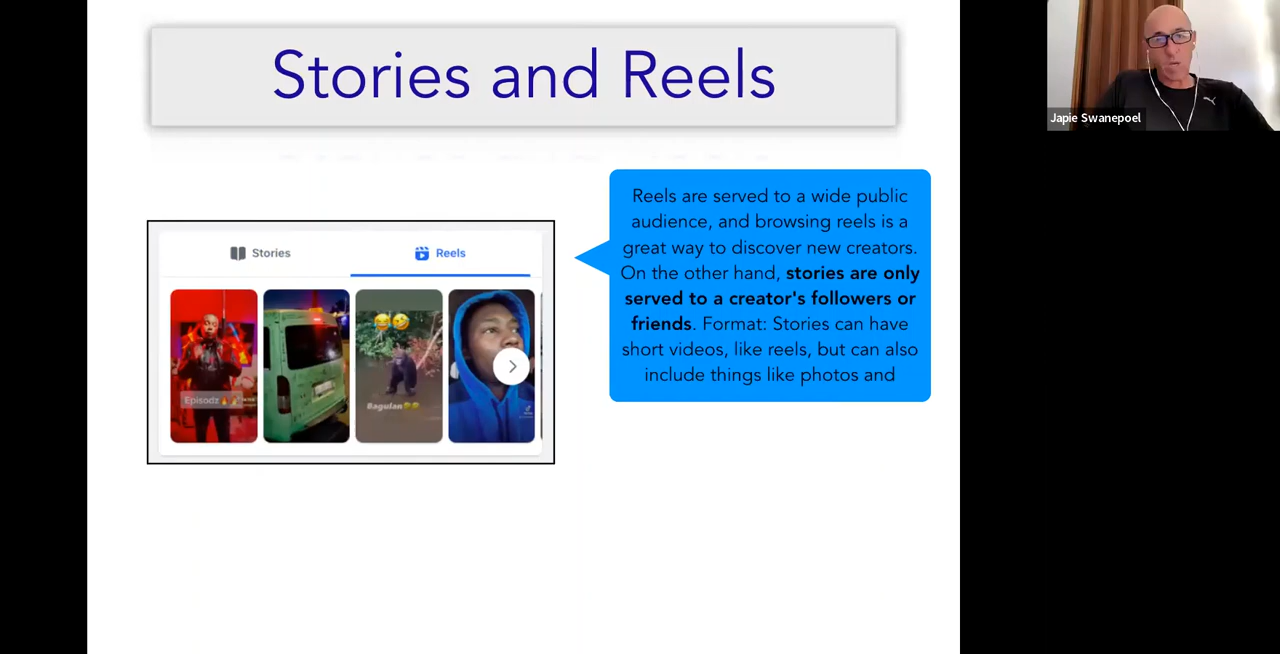 Stories and Reels
Japie Swanepoel
Stories
Reels
Episodz
Bagulan
Reels are served to a wide public
audience, and browsing reels is a
great way to discover new creators.
On the other hand, stories are only
served to a creator's followers or
friends. Format: Stories can have
short videos, like reels, but can also
include things like photos and